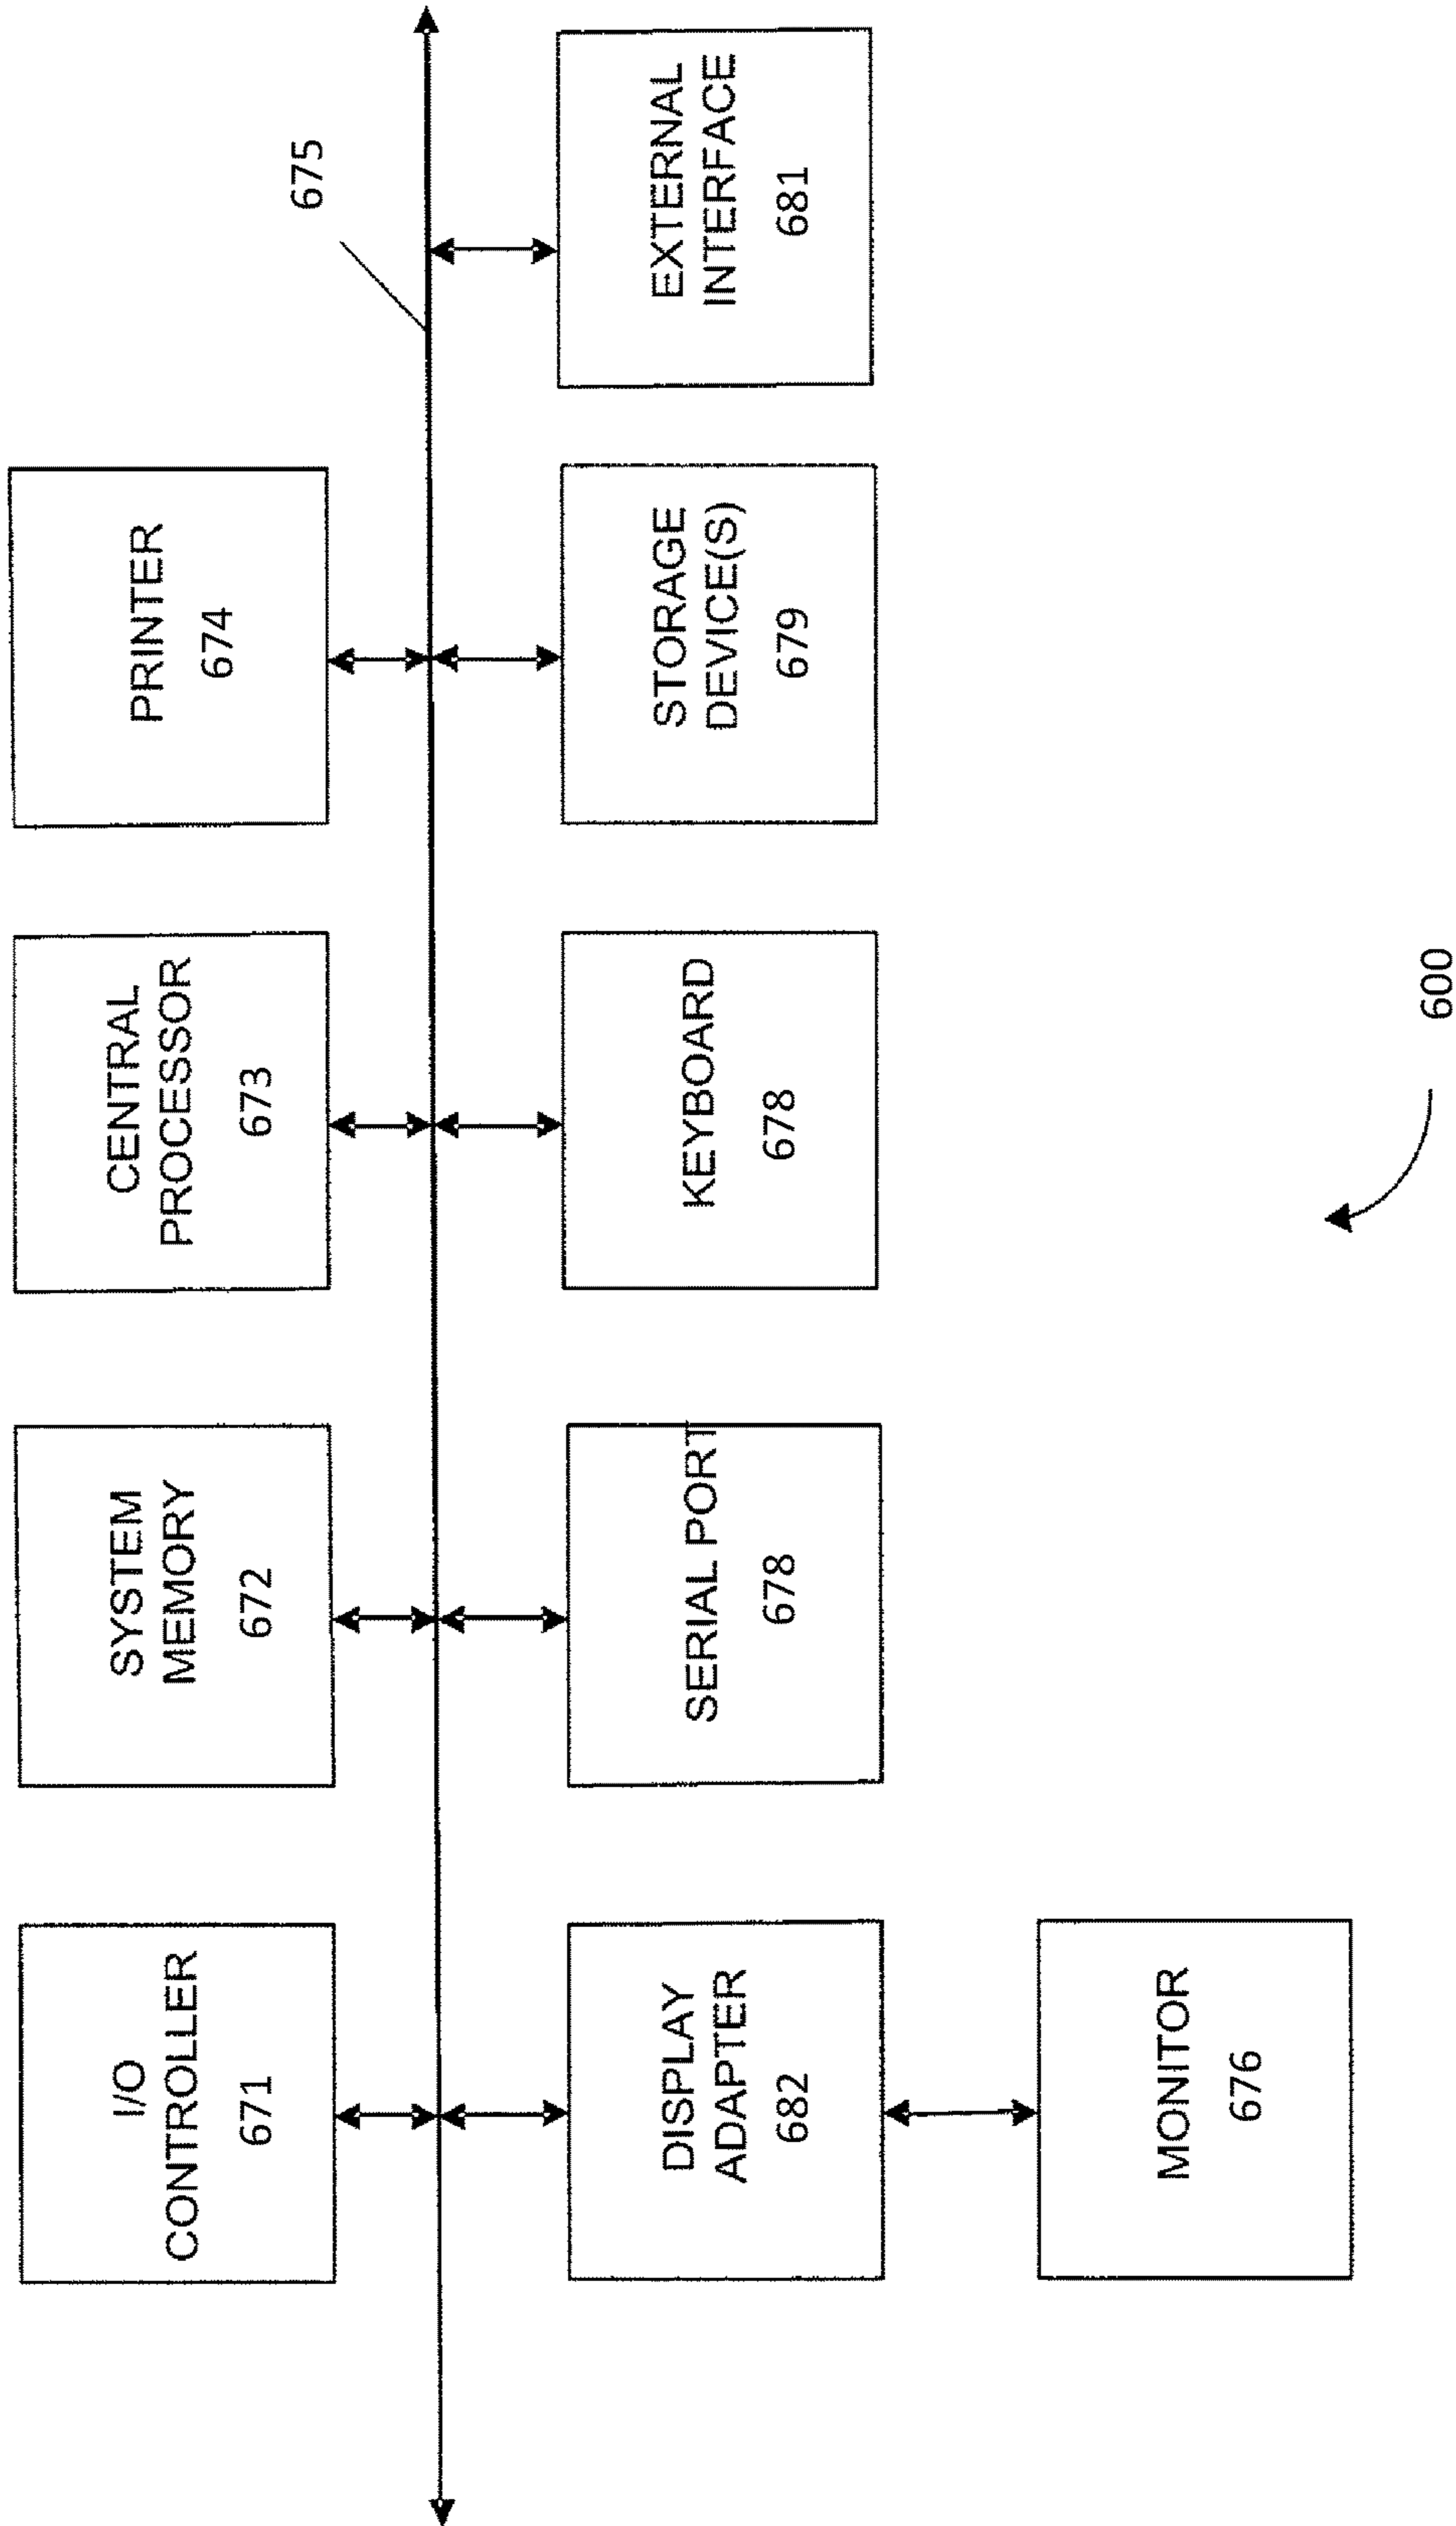 I/O
CONTROLLER
671
SYSTEM
MEMORY
672
CENTRAL
PROCESSOR
673
PRINTER
674
675
DISPLAY
ADAPTER
682
SERIAL PORT
678
KEYBOARD
678
STORAGE
DEVICE(S)
679
EXTERNAL
INTERFACE
681
MONITOR
676
600